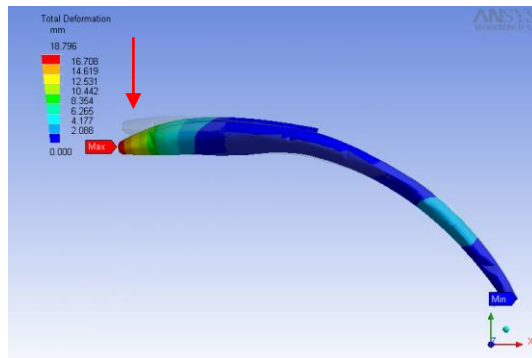 Total Deformation
mm
18.796
16.708
14.619
12.531
10.442
8.354
6.265
4.177
2.088
0.000
ANSYS
Max
Min
X